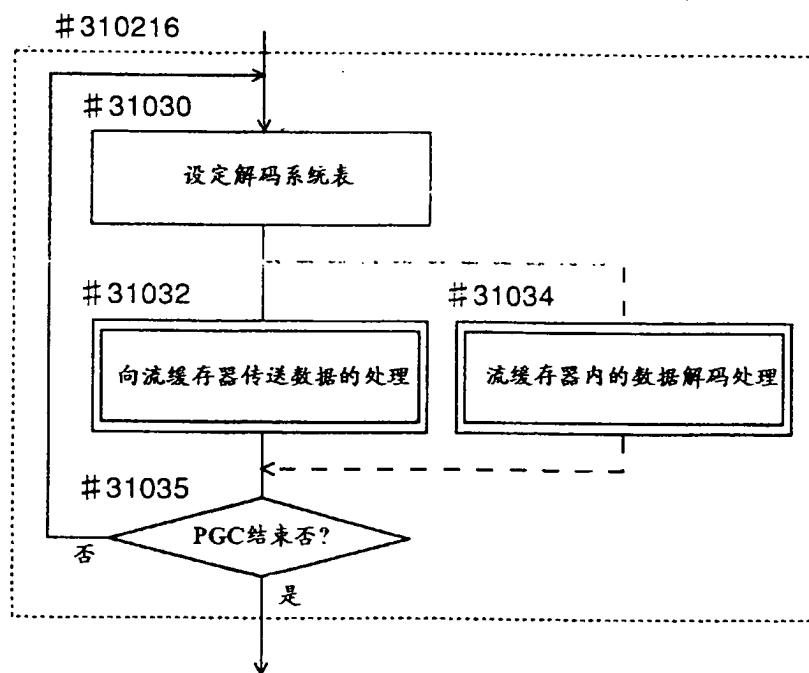 #310216
#31030
设定解码系统表
#31032
#31034
向流缓存器传送数据的处理
流缓存器内的数据解码处理
#31035
PGC结束否?
否
是